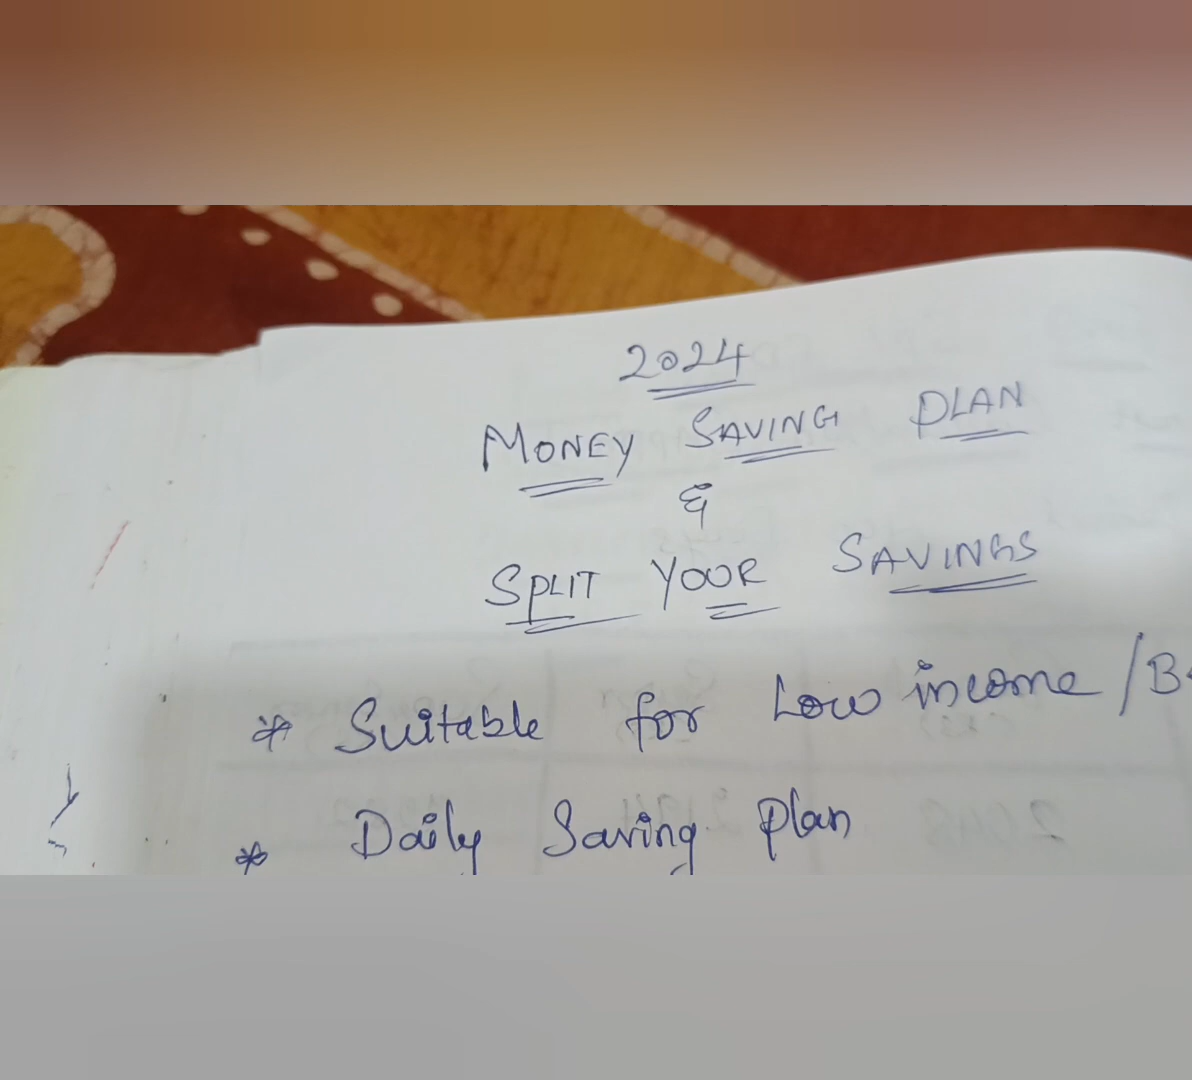 2024
MONEY SAVING PLAN
&
SPLIT YOUR SAVINGS
* Suitable for Low income /
* Daily Saving Plan